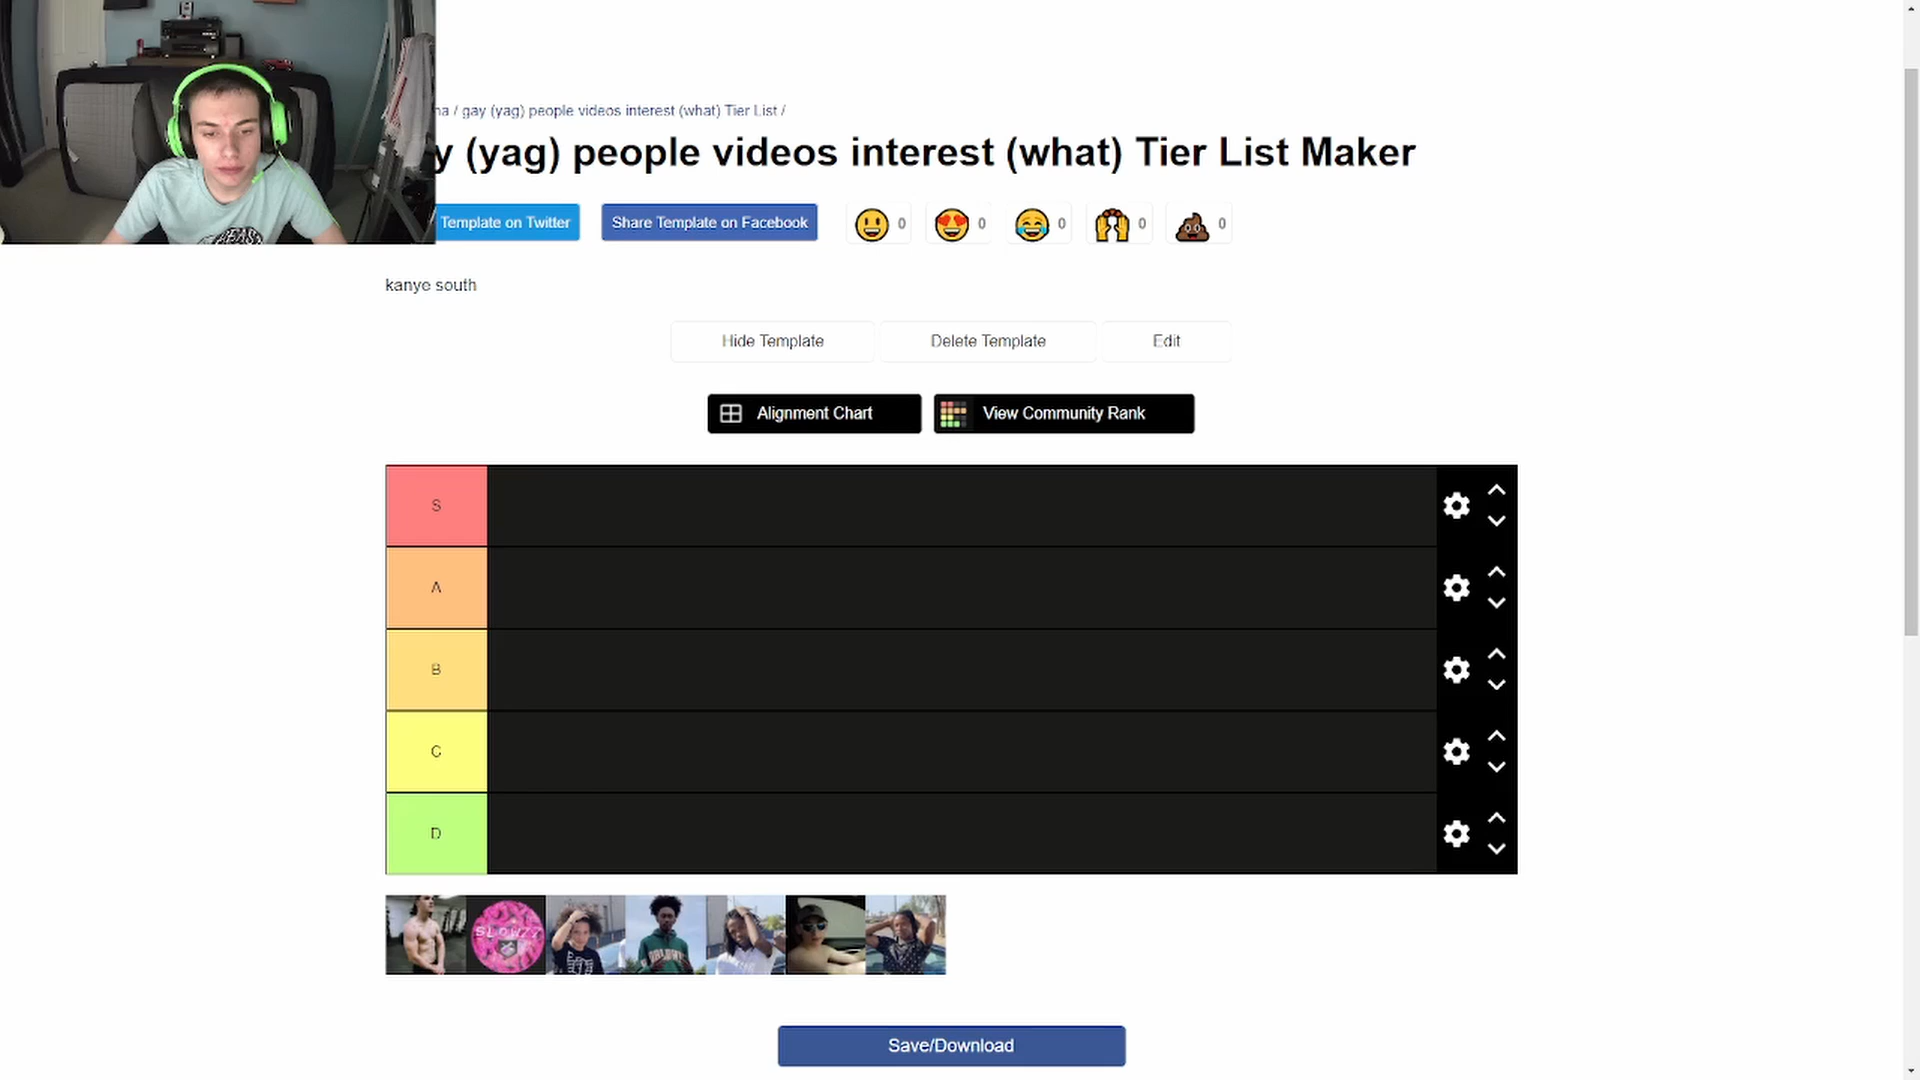 na / gay (yag) people videos interest (what) Tier List /
y (yag) people videos interest (what) Tier List Maker
Template on Twitter
Share Template on Facebook
0
0
0
0
0
kanye south
Hide Template
Delete Template
Edit
Alignment Chart
View Community Rank
S
A
B
C
D
SLOW77
Save/Download